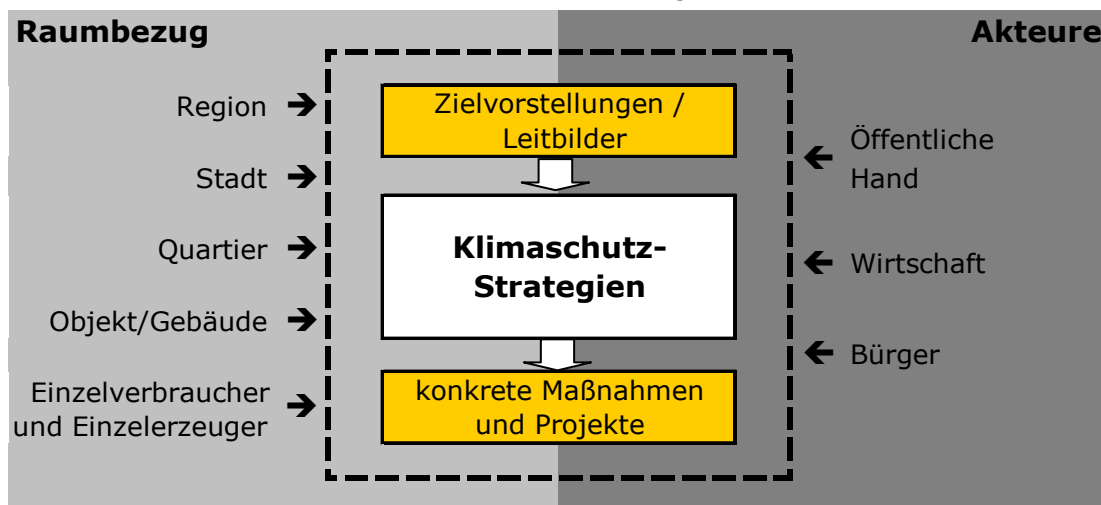 Raumbezug
Akteure
Region
Stadt
Quartier
Objekt/Gebäude
Einzelverbraucher
und Einzelerzeuger
Zielvorstellungen /
Leitbilder
Klimaschutz-
Strategien
konkrete Maßnahmen
und Projekte
Öffentliche
Hand
Wirtschaft
Bürger